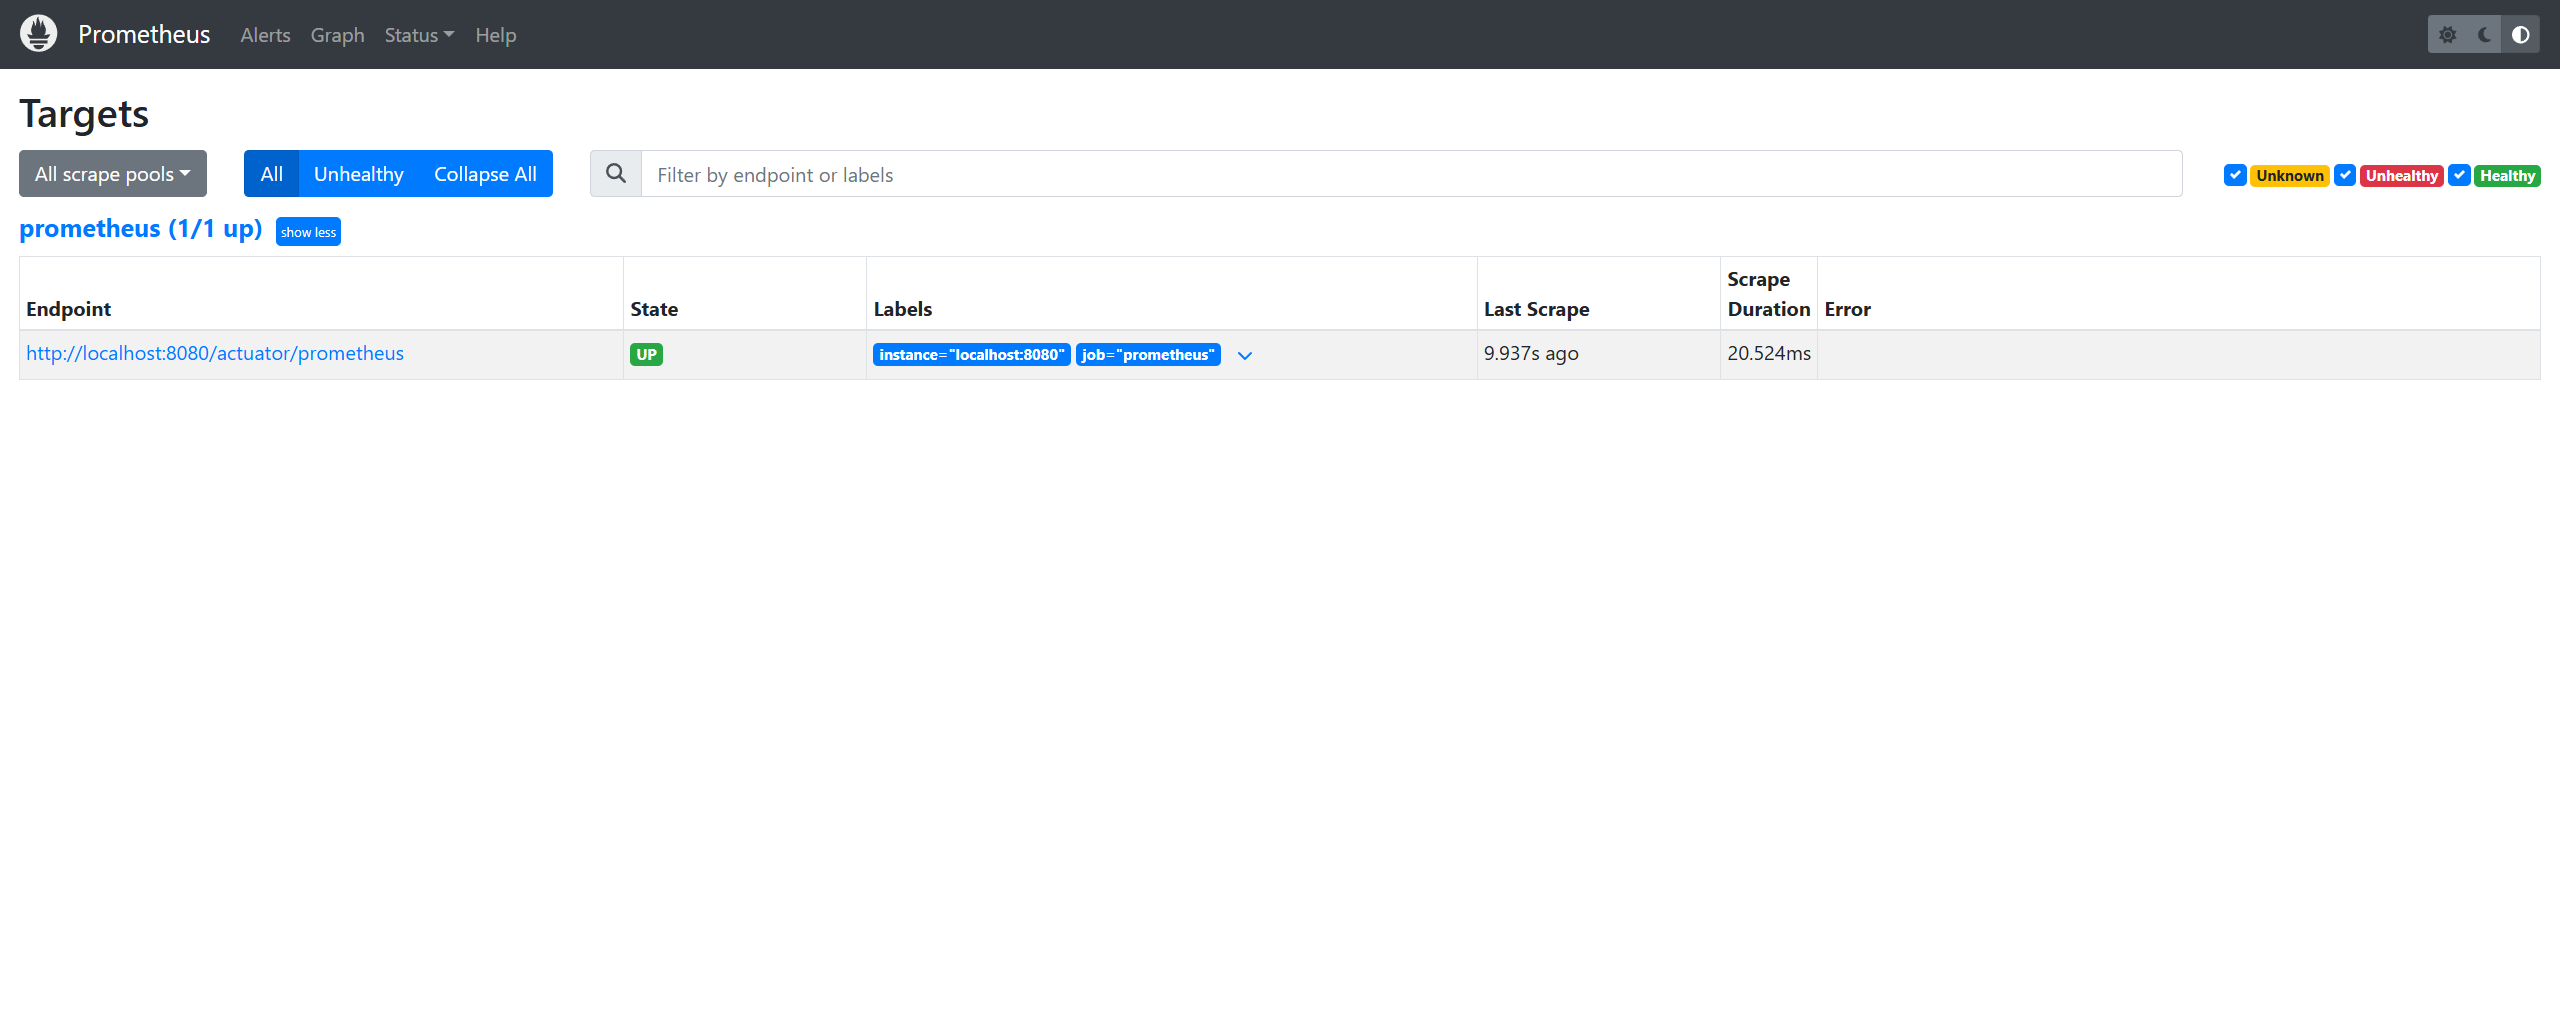 Prometheus Alerts Graph Status Help
Targets
All scrape pools All Unhealthy Collapse All Filter by endpoint or labels Unknown Unhealthy Healthy
prometheus (1/1 up) show less
Endpoint State Labels Last Scrape Scrape Duration Error
http://localhost:8080/actuator/prometheus UP instance="localhost:8080" job="prometheus" 9.937s ago 20.524ms